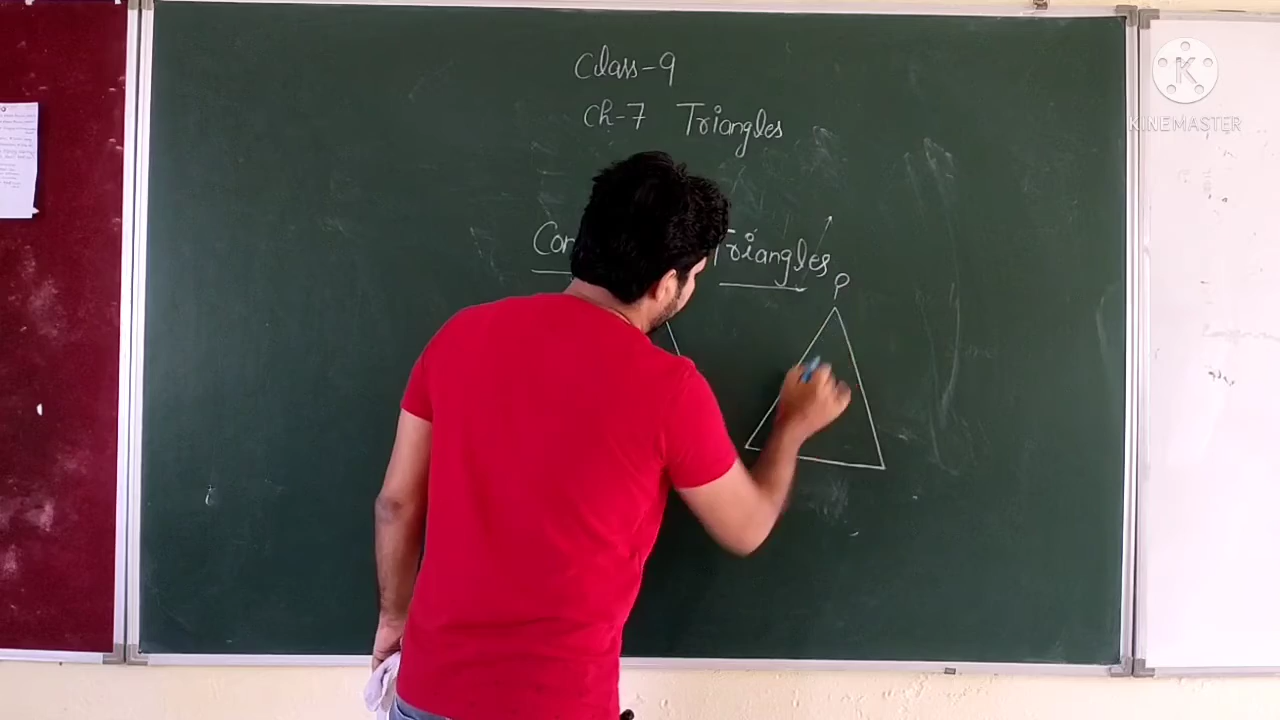 Class-9
Ch-7 Triangles
K
KINEMASTER
Triangles
P